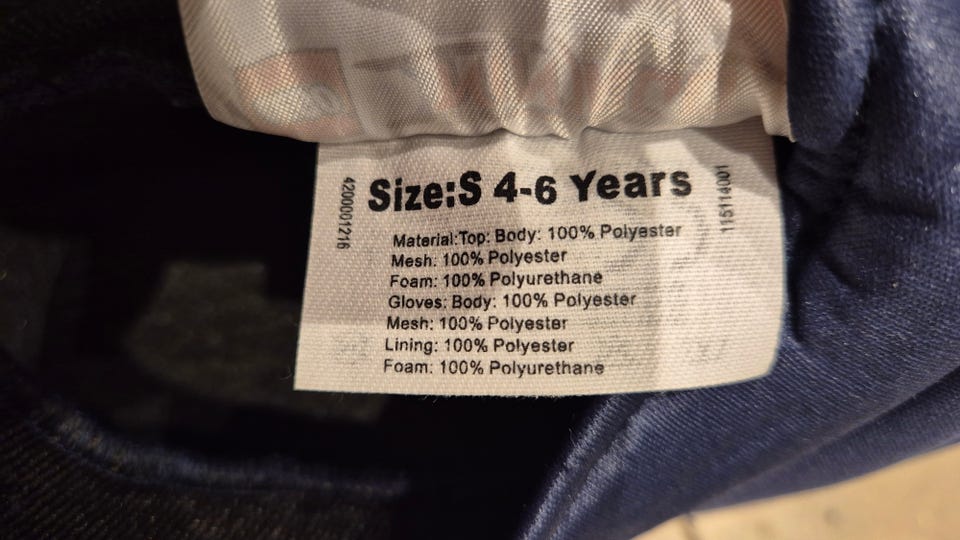 Size:S 4-6 Years
4200001216
115114001
Material:Top: Body: 100% Polyester
Mesh: 100% Polyester
Foam: 100% Polyurethane
Gloves: Body: 100% Polyester
Mesh: 100% Polyester
Lining: 100% Polyester
Foam: 100% Polyurethane